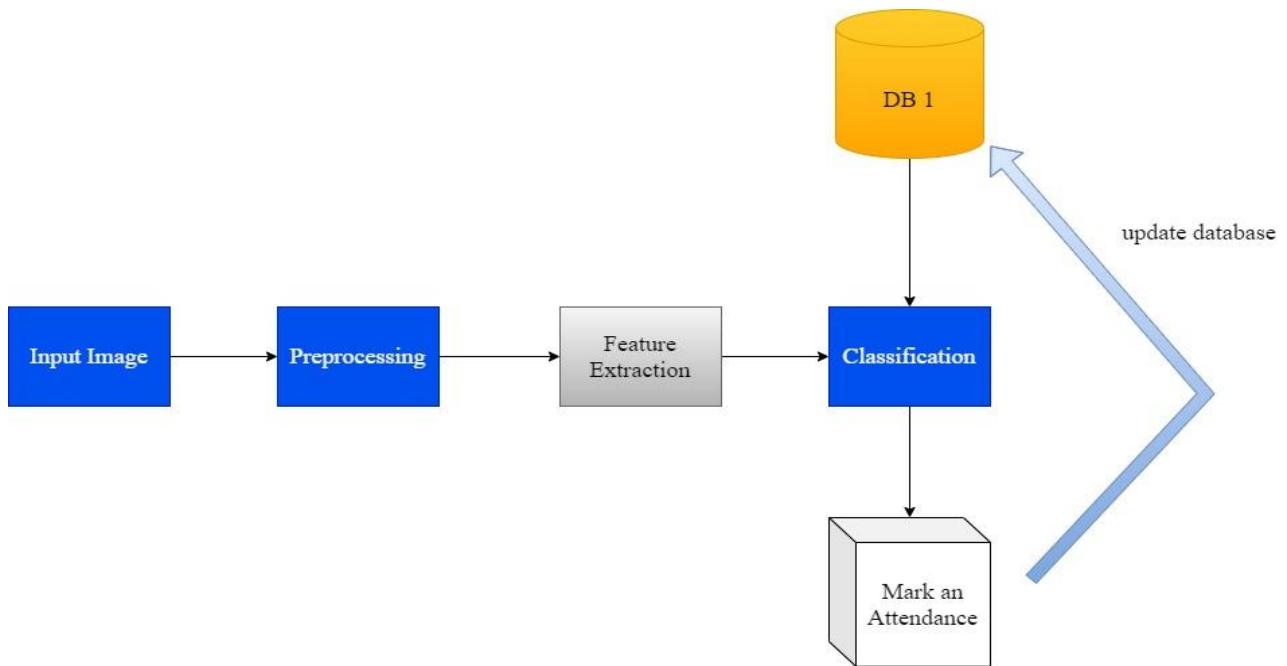 DB 1
update database
Input Image
Preprocessing
Feature
Extraction
Classification
Mark an
Attendance